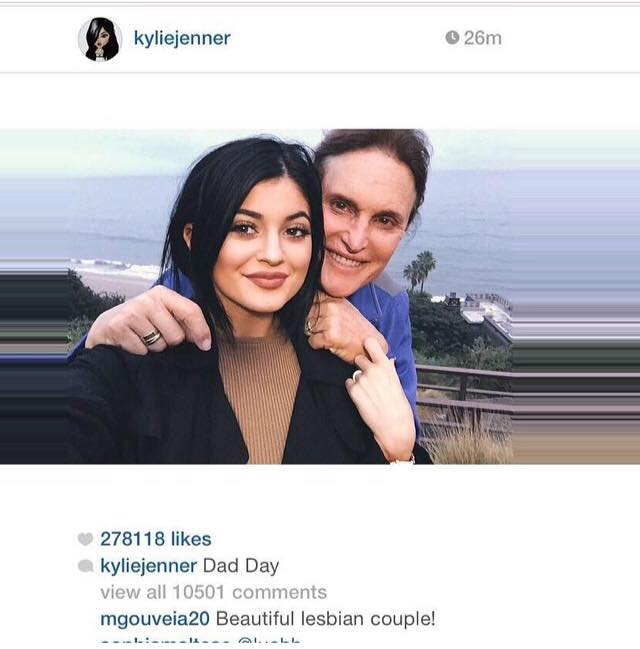 kyliejenner 26m
278118 likes
kyliejenner Dad Day
view all 10501 comments
mgouveia20 Beautiful lesbian couple!